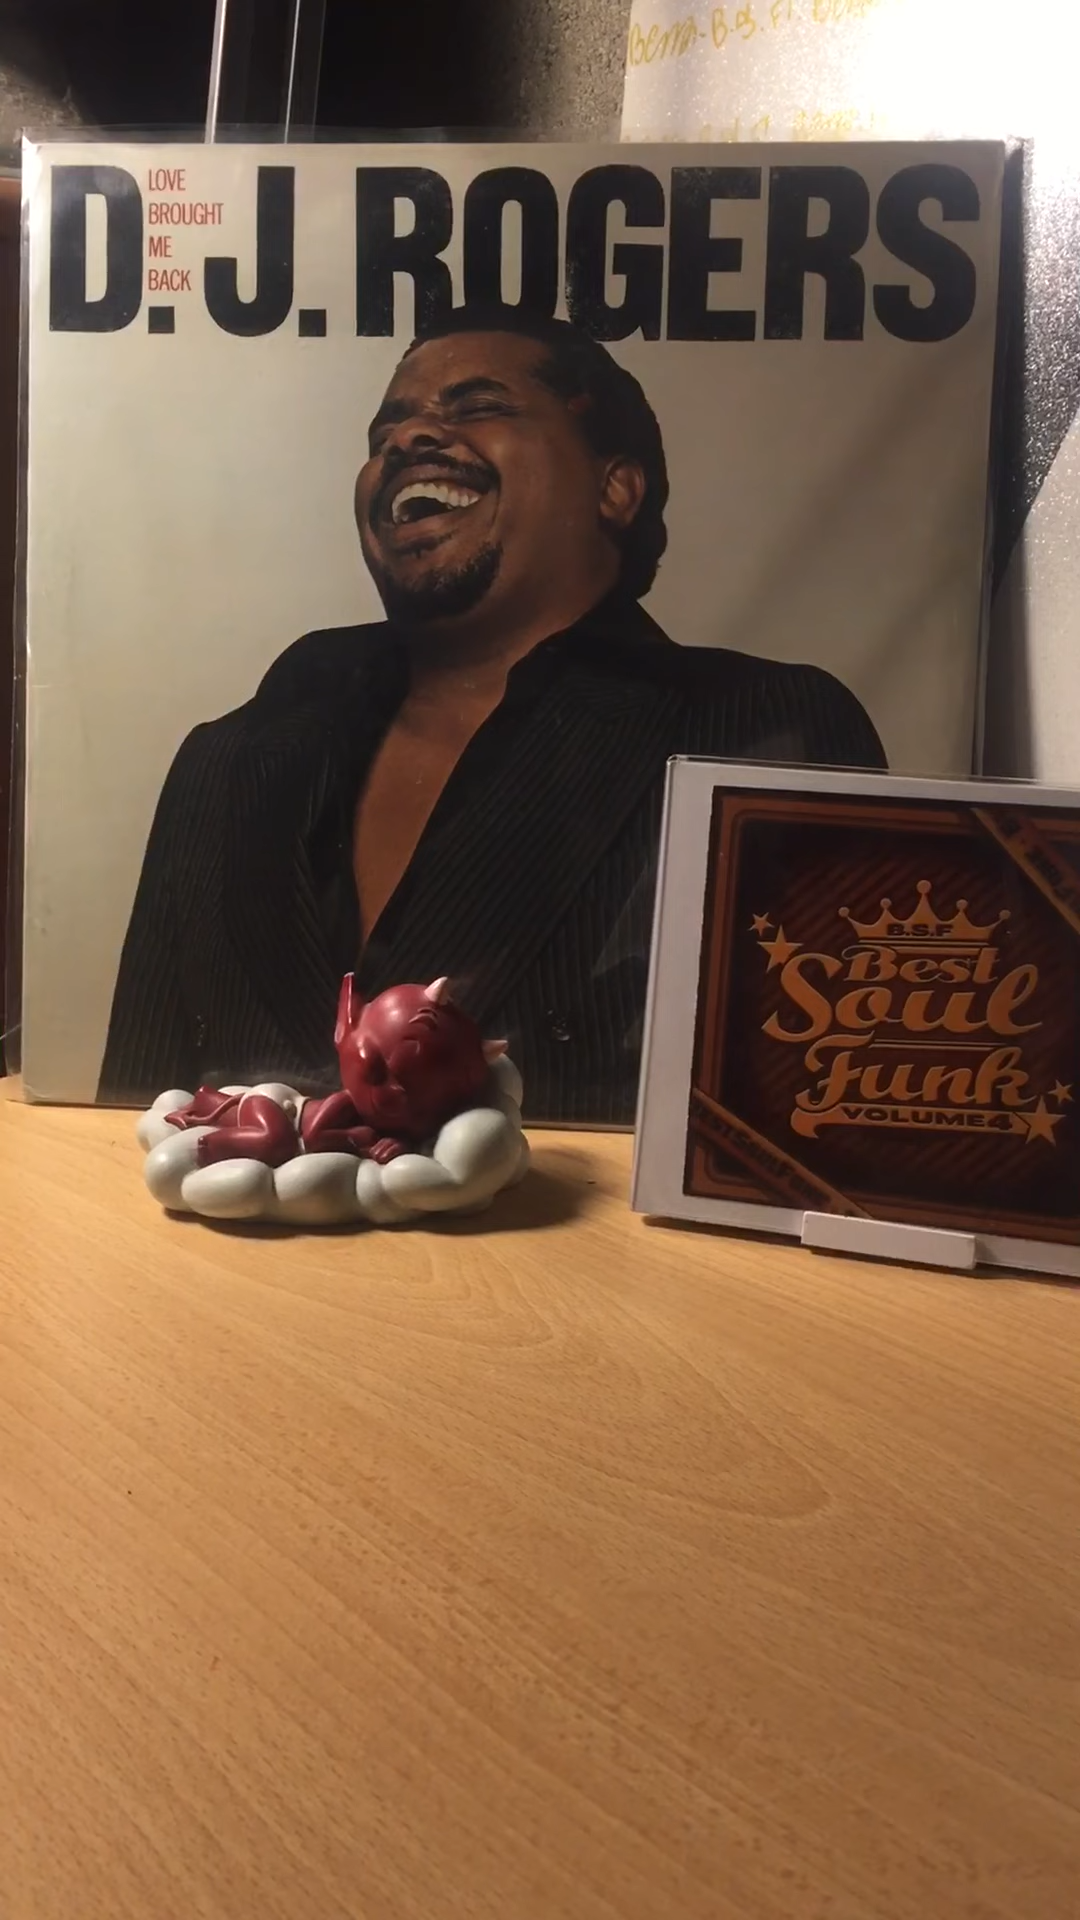 D. J. ROGERS
LOVE
BROUGHT
ME
BACK
B.S.F
Best
Soul
Funk
VOLUME 4